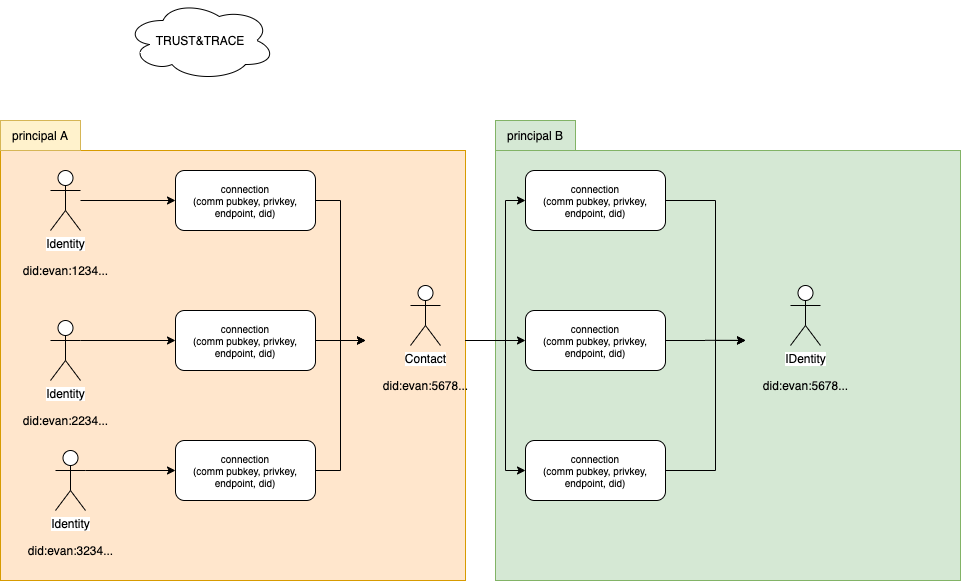 TRUST&TRACE
principal A
Identity
did:evan:1234...
connection
(comm pubkey, privkey,
endpoint, did)
Identity
did:evan:2234...
connection
(comm pubkey, privkey,
endpoint, did)
Identity
did:evan:3234...
connection
(comm pubkey, privkey,
endpoint, did)
Contact
did:evan:5678...
principal B
connection
(comm pubkey, privkey,
endpoint, did)
connection
(comm pubkey, privkey,
endpoint, did)
connection
(comm pubkey, privkey,
endpoint, did)
IDentity
did:evan:5678...